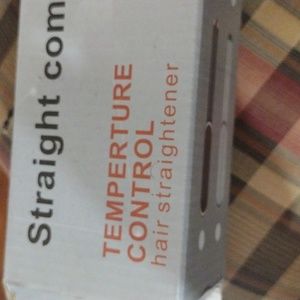 Straight com
TEMPERTURE
CONTROL
hair straightener